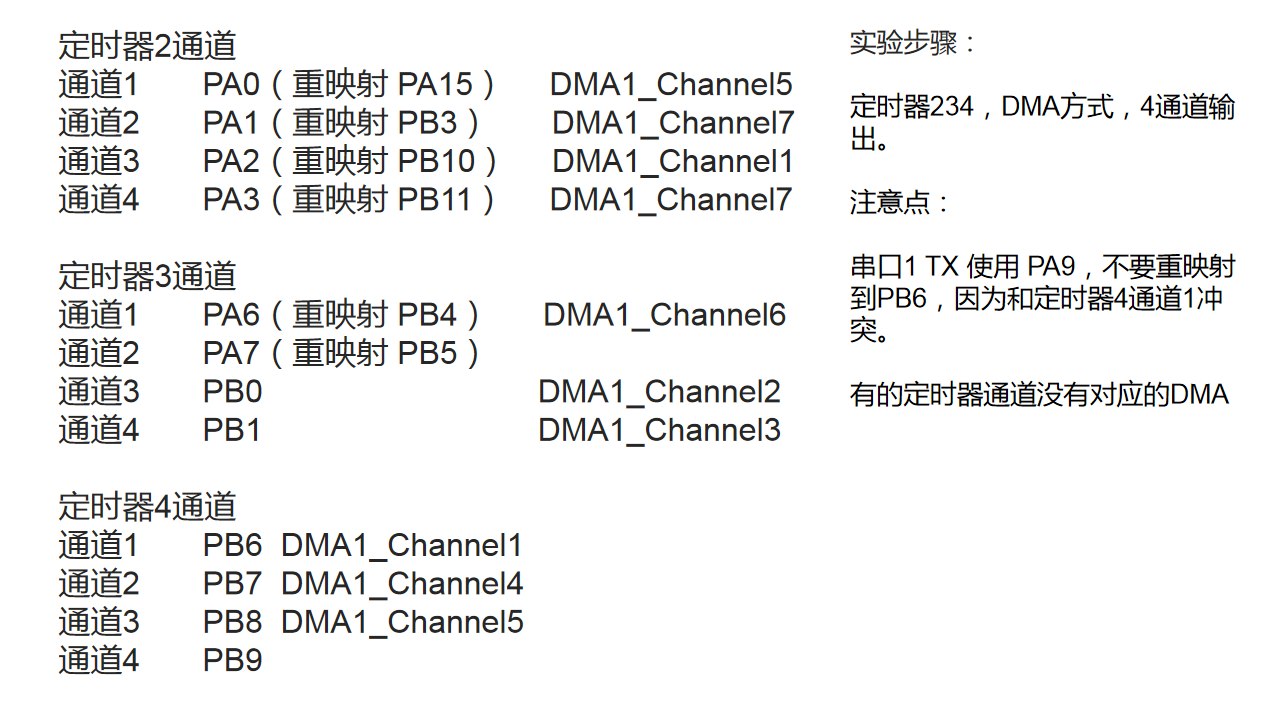 定时器2通道
通道1 PA0（重映射 PA15） DMA1_Channel5
通道2 PA1（重映射 PB3） DMA1_Channel7
通道3 PA2（重映射 PB10） DMA1_Channel1
通道4 PA3（重映射 PB11） DMA1_Channel7
定时器3通道
通道1 PA6（重映射 PB4） DMA1_Channel6
通道2 PA7（重映射 PB5）
通道3 PB0 DMA1_Channel2
通道4 PB1 DMA1_Channel3
定时器4通道
通道1 PB6 DMA1_Channel1
通道2 PB7 DMA1_Channel4
通道3 PB8 DMA1_Channel5
通道4 PB9
实验步骤：
定时器234，DMA方式，4通道输
出。
注意点：
串口1 TX 使用 PA9，不要重映射
到PB6，因为和定时器4通道1冲
突。
有的定时器通道没有对应的DMA